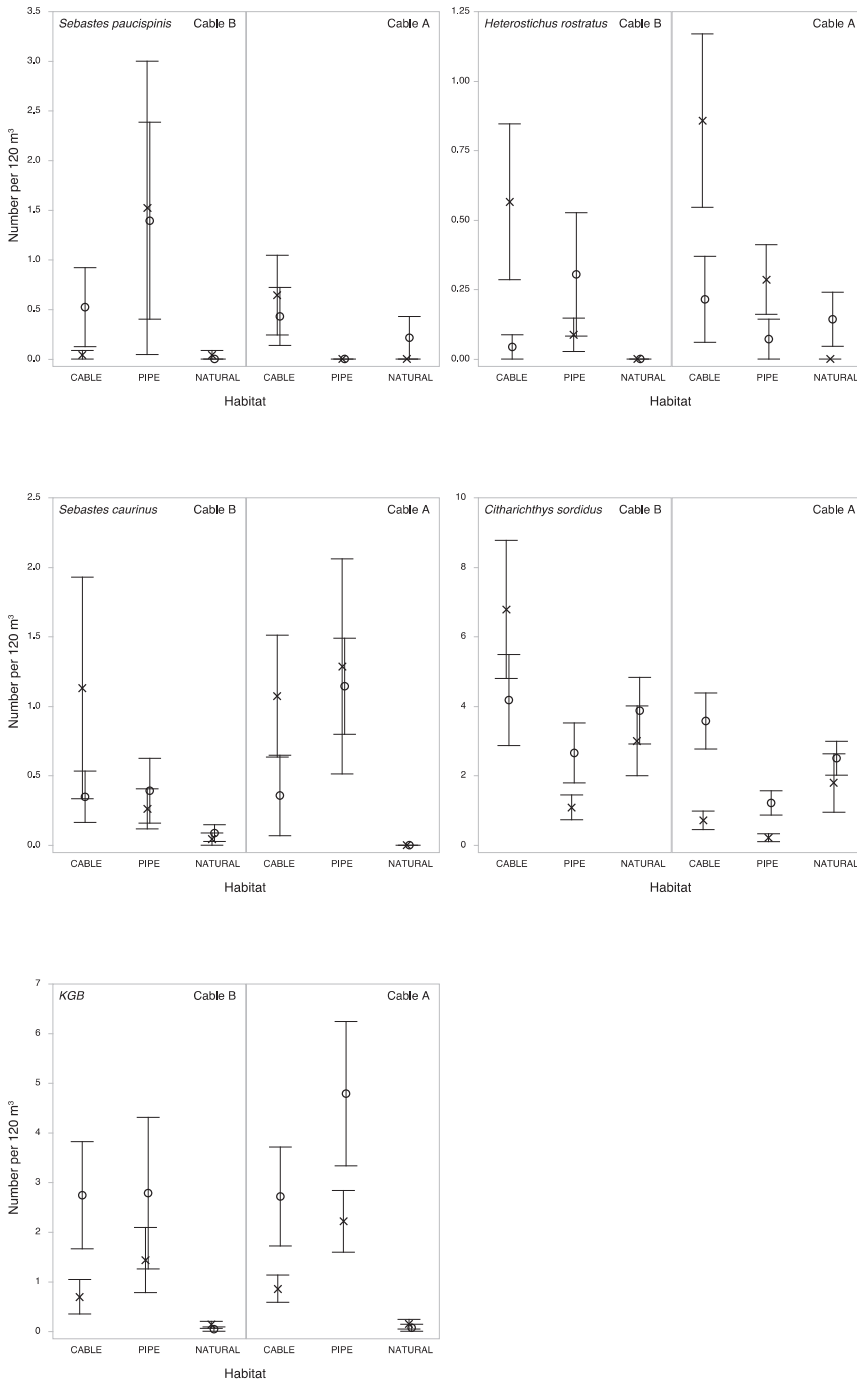 Sebastes paucispinis Cable B Cable A
3.5
3.0
2.5
2.0
1.5
1.0
0.5
0.0
Number per 120 m³
CABLE PIPE NATURAL CABLE PIPE NATURAL
Habitat
Heterostichus rostratus Cable B Cable A
1.25
1.00
0.75
0.50
0.25
0.00
CABLE PIPE NATURAL CABLE PIPE NATURAL
Habitat
Sebastes caurinus Cable B Cable A
2.5
2.0
1.5
1.0
0.5
0.0
Number per 120 m³
CABLE PIPE NATURAL CABLE PIPE NATURAL
Habitat
Citharichthys sordidus Cable B Cable A
10
8
6
4
2
0
CABLE PIPE NATURAL CABLE PIPE NATURAL
Habitat
KGB Cable B Cable A
7
6
5
4
3
2
1
0
Number per 120 m³
CABLE PIPE NATURAL CABLE PIPE NATURAL
Habitat